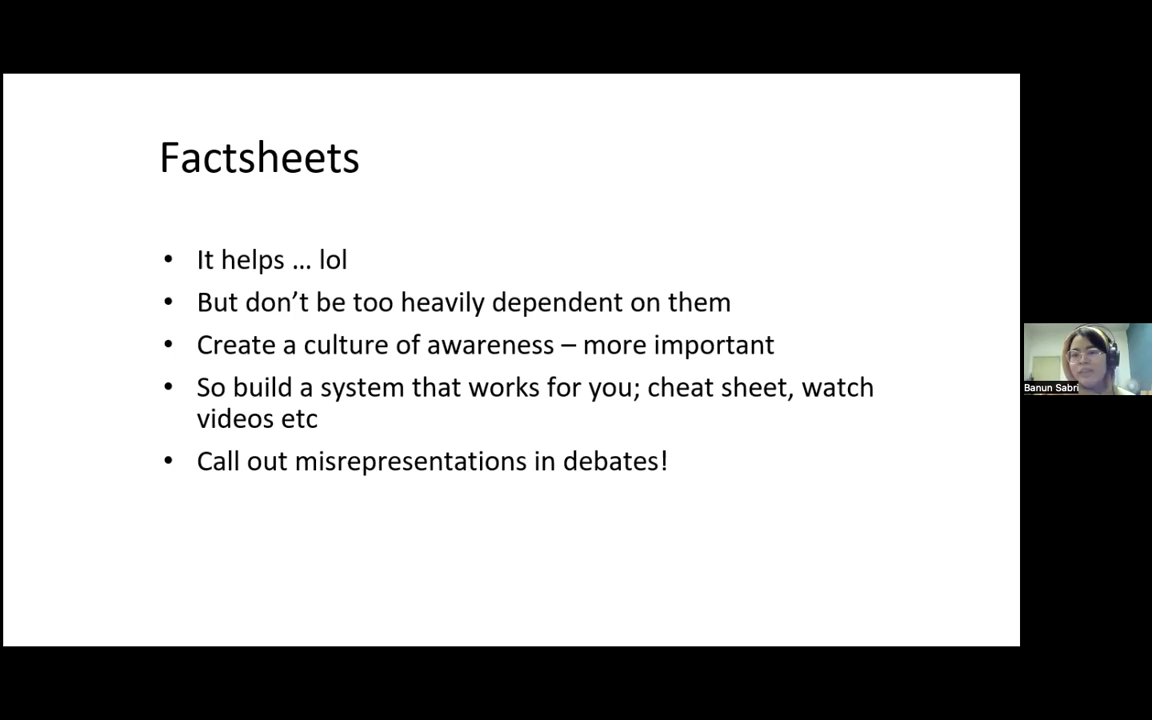 Factsheets
• It helps … lol
• But don’t be too heavily dependent on them
• Create a culture of awareness – more important
• So build a system that works for you; cheat sheet, watch
videos etc
• Call out misrepresentations in debates!
Banun Sabri